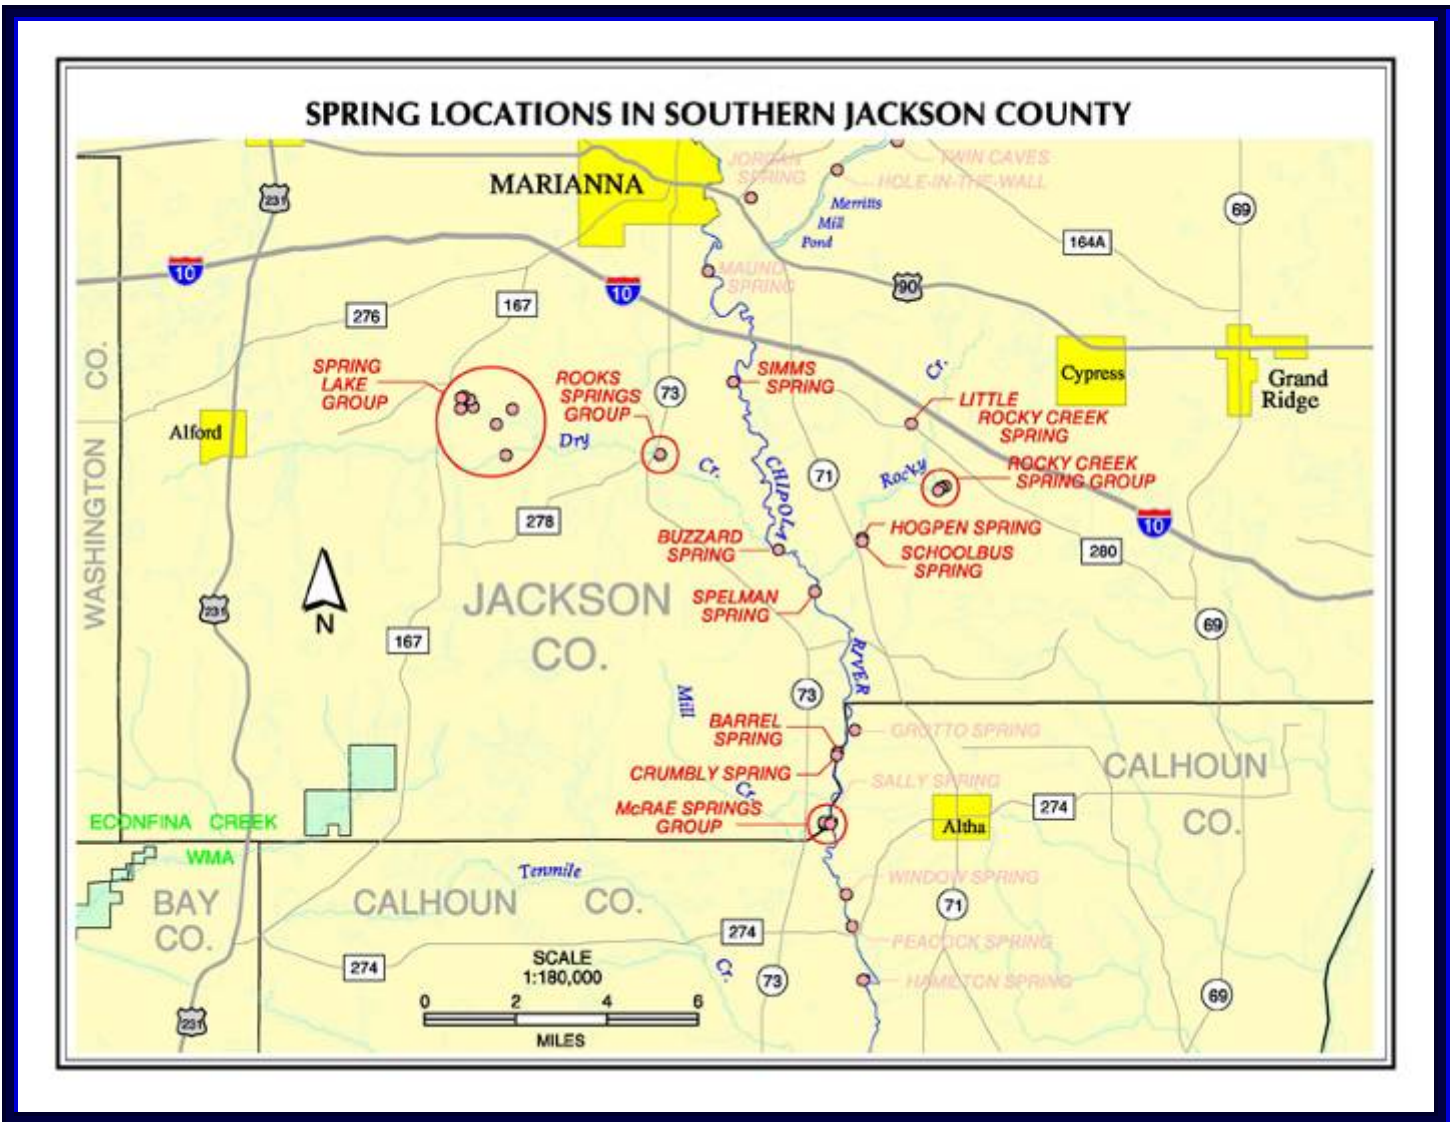 SPRING LOCATIONS IN SOUTHERN JACKSON COUNTY
JORGAN
SPRING
TWIN CAVES
HOLE-IN-THE-WALL
MARIANNA
231
Merritts
Mill
Pond
69
164A
10
MAUND
SPRING
90
10
276
167
CO.
SPRING
LAKE
GROUP
ROOKS
SPRINGS
GROUP
73
SIMMS
SPRING
Cr.
Cypress
Grand
Ridge
LITTLE
ROCKY CREEK
SPRING
Alford
Dry
Cr.
CHIPOLA
71
Rocky
ROCKY CREEK
SPRING GROUP
WASHINGTON
278
10
BUZZARD
SPRING
HOGPEN SPRING
SCHOOLBUS
SPRING
280
231
N
JACKSON
CO.
SPELMAN
SPRING
69
167
RIVER
Mill
73
BARREL
SPRING
GROTTO SPRING
CRUMBLY SPRING
SALLY SPRING
CALHOUN
CO.
Cr.
McRAE SPRINGS
GROUP
274
Altha
ECONFINA CREEK
WMA
Tenmile
WINDOW SPRING
BAY
CO.
CALHOUN CO.
71
274
PEACOCK SPRING
274
SCALE
1:180,000
Cr.
73
HAMILTON SPRING
69
0 2 4 6
MILES
231